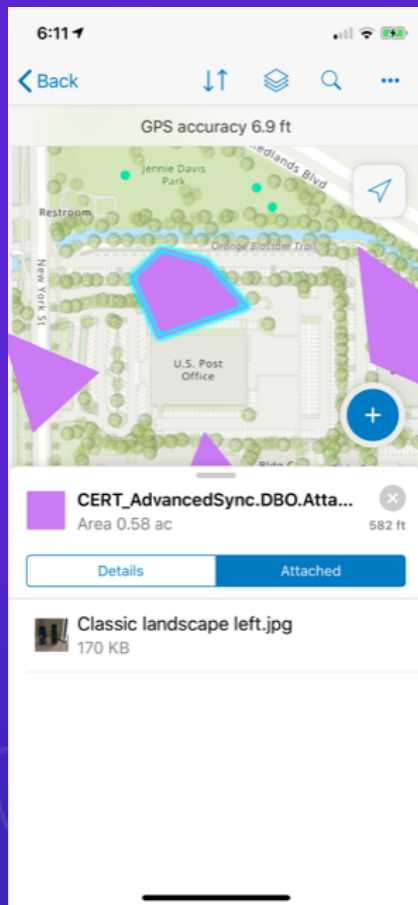 6:11
Back
GPS accuracy 6.9 ft
Jennie Davis
Park
Redlands Blvd
Restroom
Orange Blossom Trail
New York St
U.S. Post
Office
+
CERT_AdvancedSync.DBO.Atta...
Area 0.58 ac
582 ft
Details
Attached
Classic landscape left.jpg
170 KB